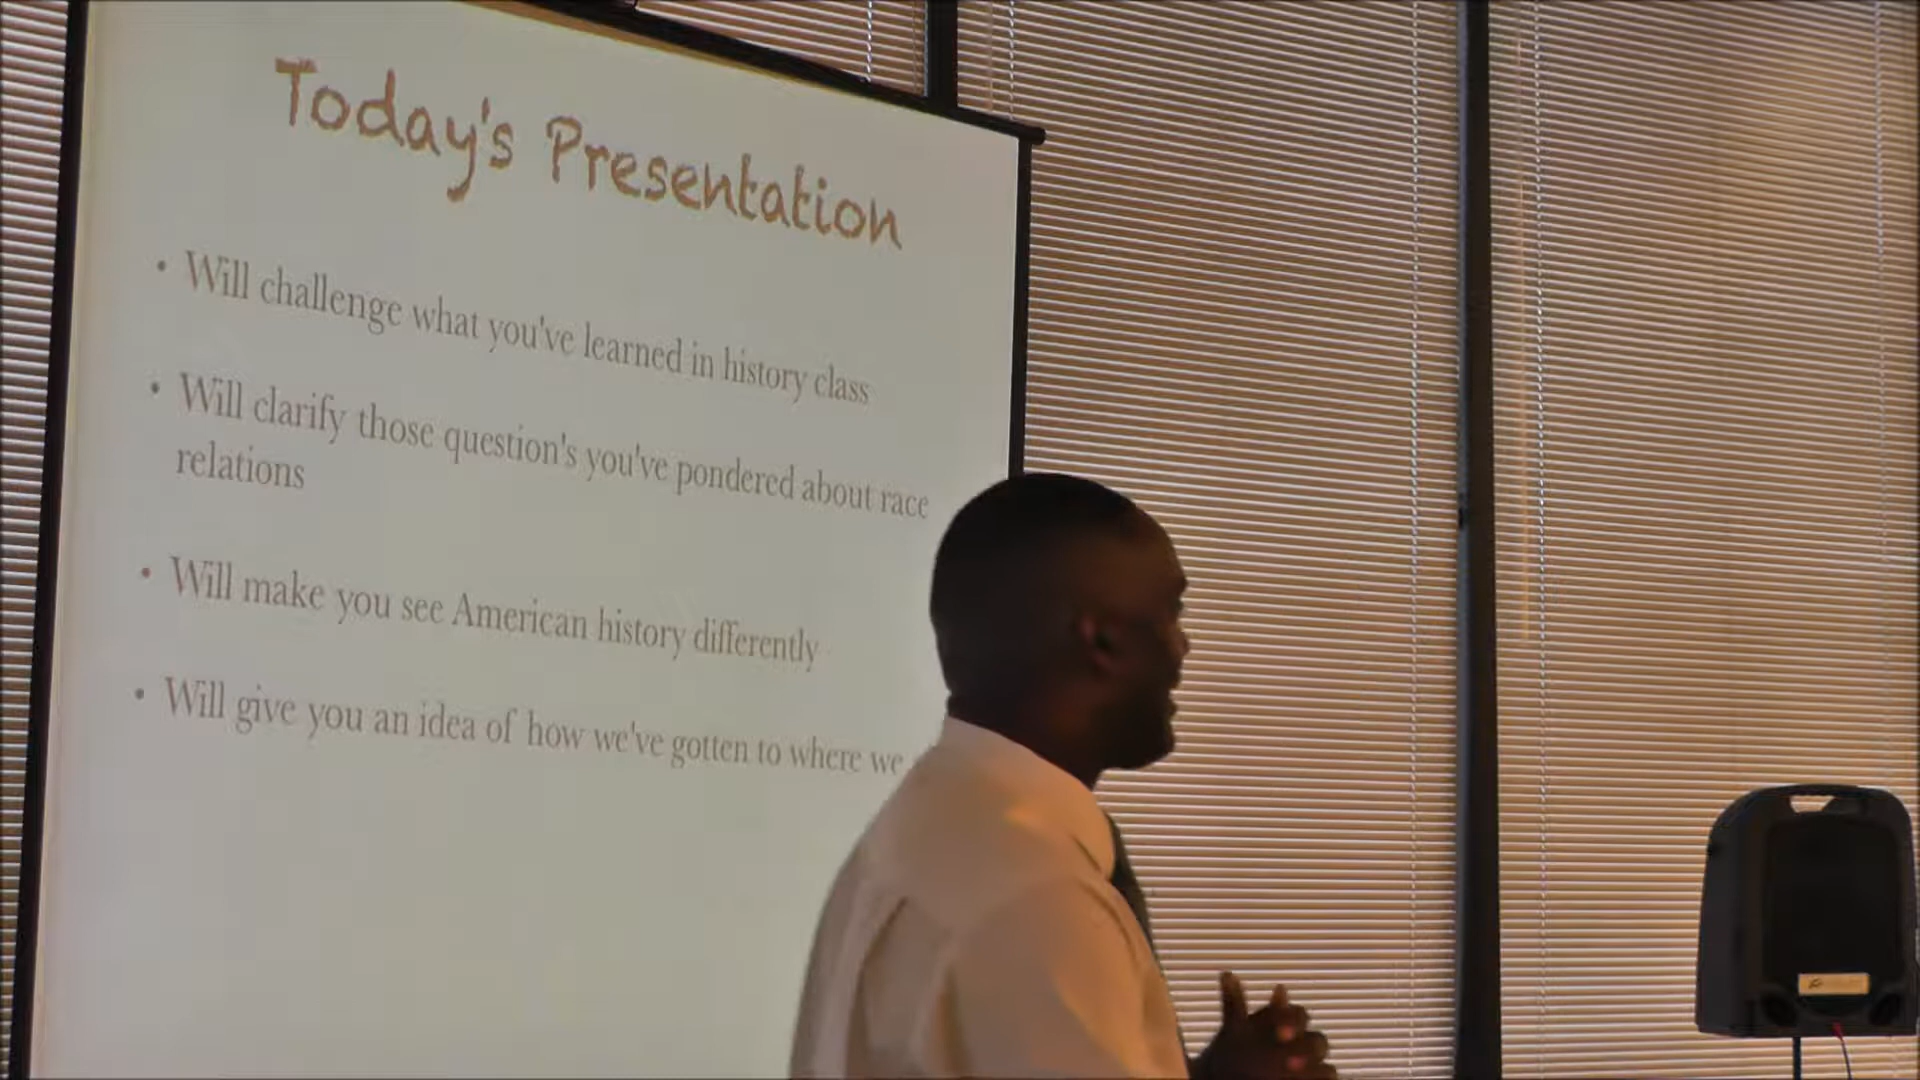 Today's Presentation
• Will challenge what you've learned in history class
• Will clarify those question's you've pondered about race
relations
• Will make you see American history differently
• Will give you an idea of how we've gotten to where we